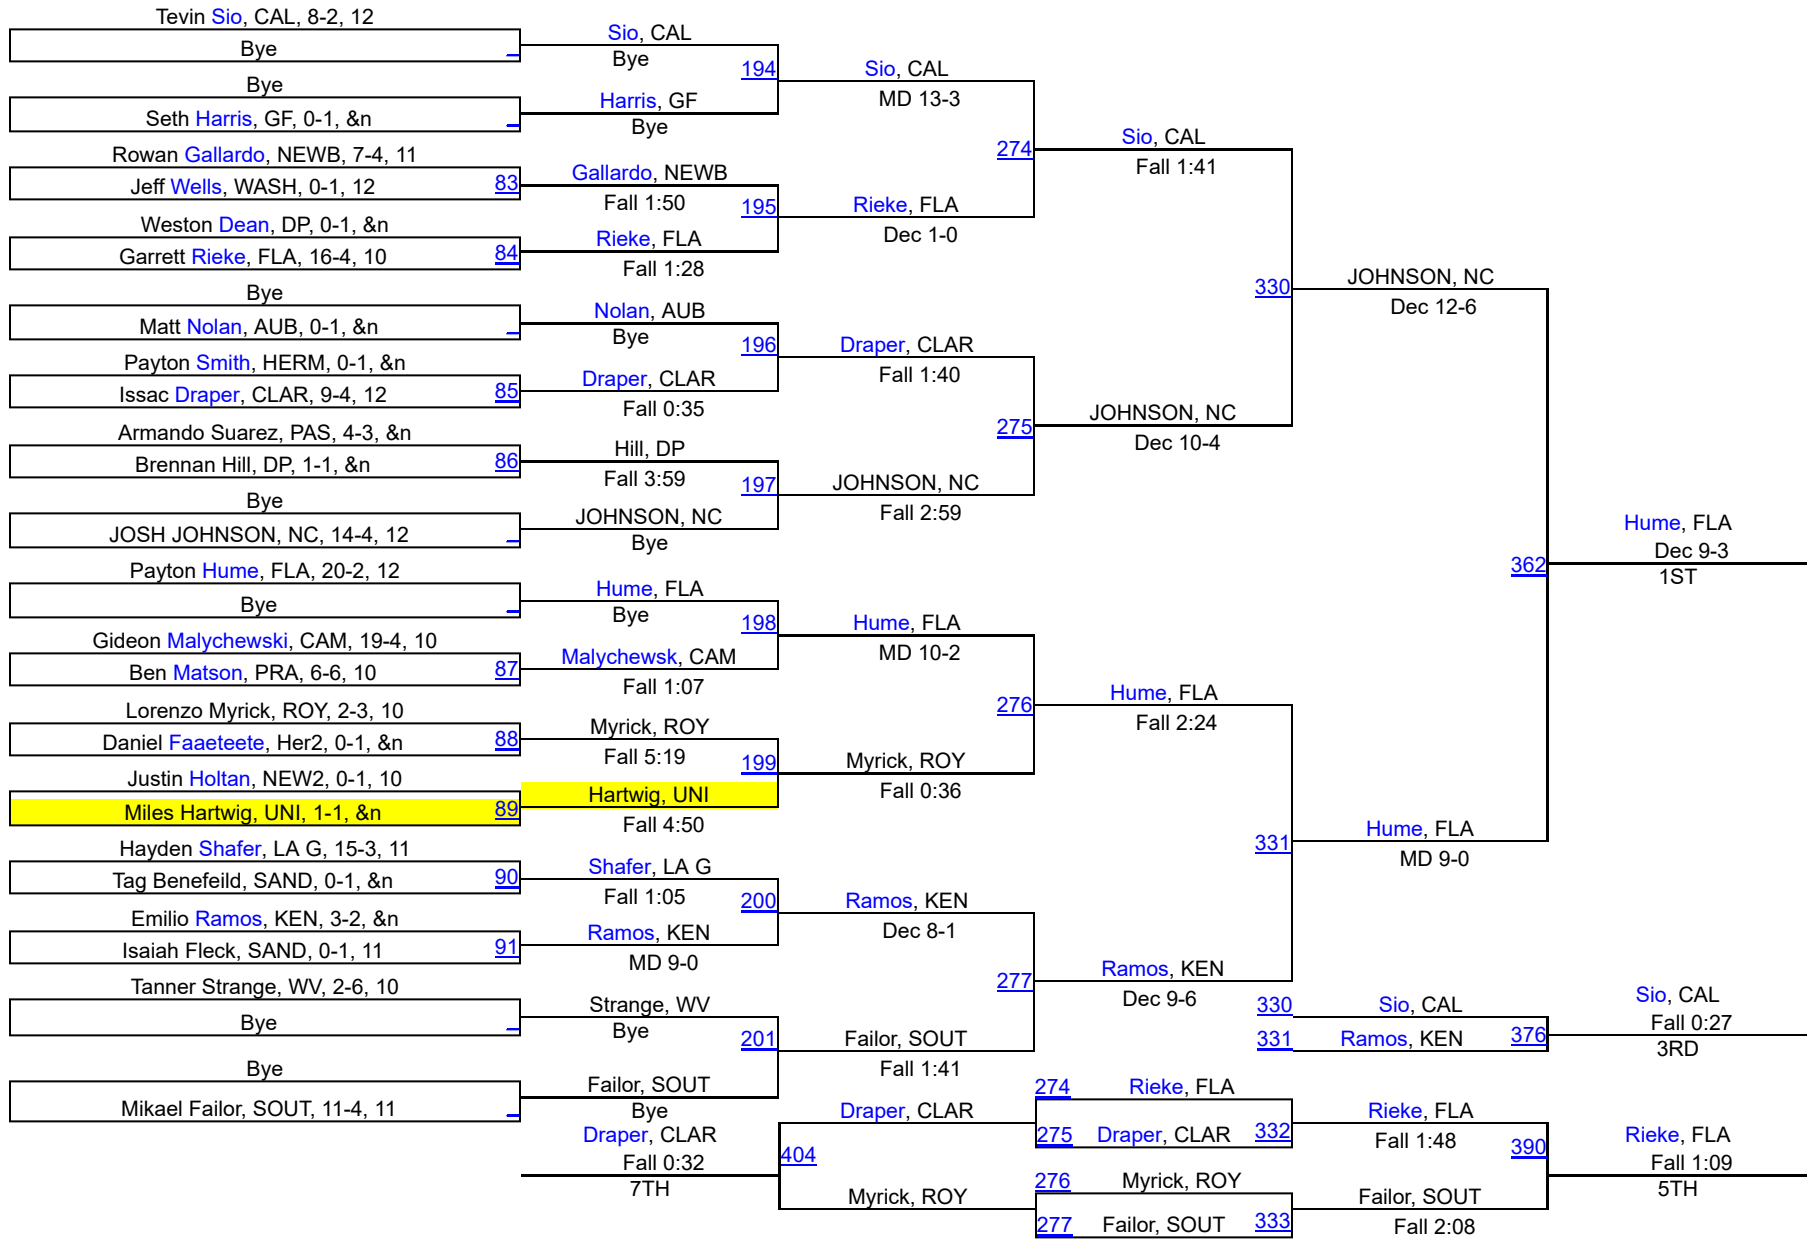 Tevin Sio, CAL, 8-2, 12
Bye
Bye
Seth Harris, GF, 0-1, &n
Rowan Gallardo, NEWB, 7-4, 11
Jeff Wells, WASH, 0-1, 12
83
Weston Dean, DP, 0-1, &n
Garrett Rieke, FLA, 16-4, 10
84
Bye
Matt Nolan, AUB, 0-1, &n
Payton Smith, HERM, 0-1, &n
Issac Draper, CLAR, 9-4, 12
85
Armando Suarez, PAS, 4-3, &n
Brennan Hill, DP, 1-1, &n
86
Bye
JOSH JOHNSON, NC, 14-4, 12
Payton Hume, FLA, 20-2, 12
Bye
Gideon Malychewski, CAM, 19-4, 10
Ben Matson, PRA, 6-6, 10
87
Lorenzo Myrick, ROY, 2-3, 10
Daniel Faaeteete, Her2, 0-1, &n
88
Justin Holtan, NEW2, 0-1, 10
Miles Hartwig, UNI, 1-1, &n
89
Hayden Shafer, LA G, 15-3, 11
Tag Benefeild, SAND, 0-1, &n
90
Emilio Ramos, KEN, 3-2, &n
Isaiah Fleck, SAND, 0-1, 11
91
Tanner Strange, WV, 2-6, 10
Bye
Bye
Mikael Failor, SOUT, 11-4, 11
Sio, CAL
Bye
194
Harris, GF
Bye
Gallardo, NEWB
Fall 1:50
195
Rieke, FLA
Fall 1:28
Nolan, AUB
Bye
196
Draper, CLAR
Fall 0:35
Hill, DP
Fall 3:59
197
JOHNSON, NC
Bye
Hume, FLA
Bye
198
Malychewsk, CAM
Fall 1:07
Myrick, ROY
Fall 5:19
199
Hartwig, UNI
Fall 4:50
Shafer, LA G
Fall 1:05
200
Ramos, KEN
MD 9-0
Strange, WV
Bye
201
Failor, SOUT
Bye
Draper, CLAR
Fall 0:32
7TH
Sio, CAL
MD 13-3
274
Rieke, FLA
Dec 1-0
Draper, CLAR
Fall 1:40
275
JOHNSON, NC
Fall 2:59
Hume, FLA
MD 10-2
276
Myrick, ROY
Fall 0:36
Ramos, KEN
Dec 8-1
277
Failor, SOUT
Fall 1:41
Draper, CLAR
404
Myrick, ROY
Sio, CAL
Fall 1:41
330
JOHNSON, NC
Dec 10-4
Hume, FLA
Fall 2:24
331
Ramos, KEN
Dec 9-6
274
Rieke, FLA
275
Draper, CLAR
332
276
Myrick, ROY
277
Failor, SOUT
333
JOHNSON, NC
Dec 12-6
362
Hume, FLA
MD 9-0
330
Sio, CAL
331
Ramos, KEN
376
Rieke, FLA
Fall 1:48
390
Failor, SOUT
Fall 2:08
Hume, FLA
Dec 9-3
1ST
Sio, CAL
Fall 0:27
3RD
Rieke, FLA
Fall 1:09
5TH